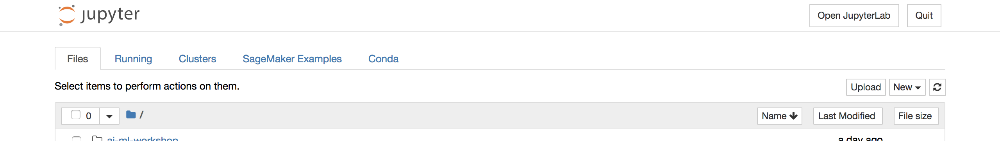 jupyter Open JupyterLab Quit
Files Running Clusters SageMaker Examples Conda
Select items to perform actions on them. Upload New
0 / Name Last Modified File size
ai-ml-workshop a day ago